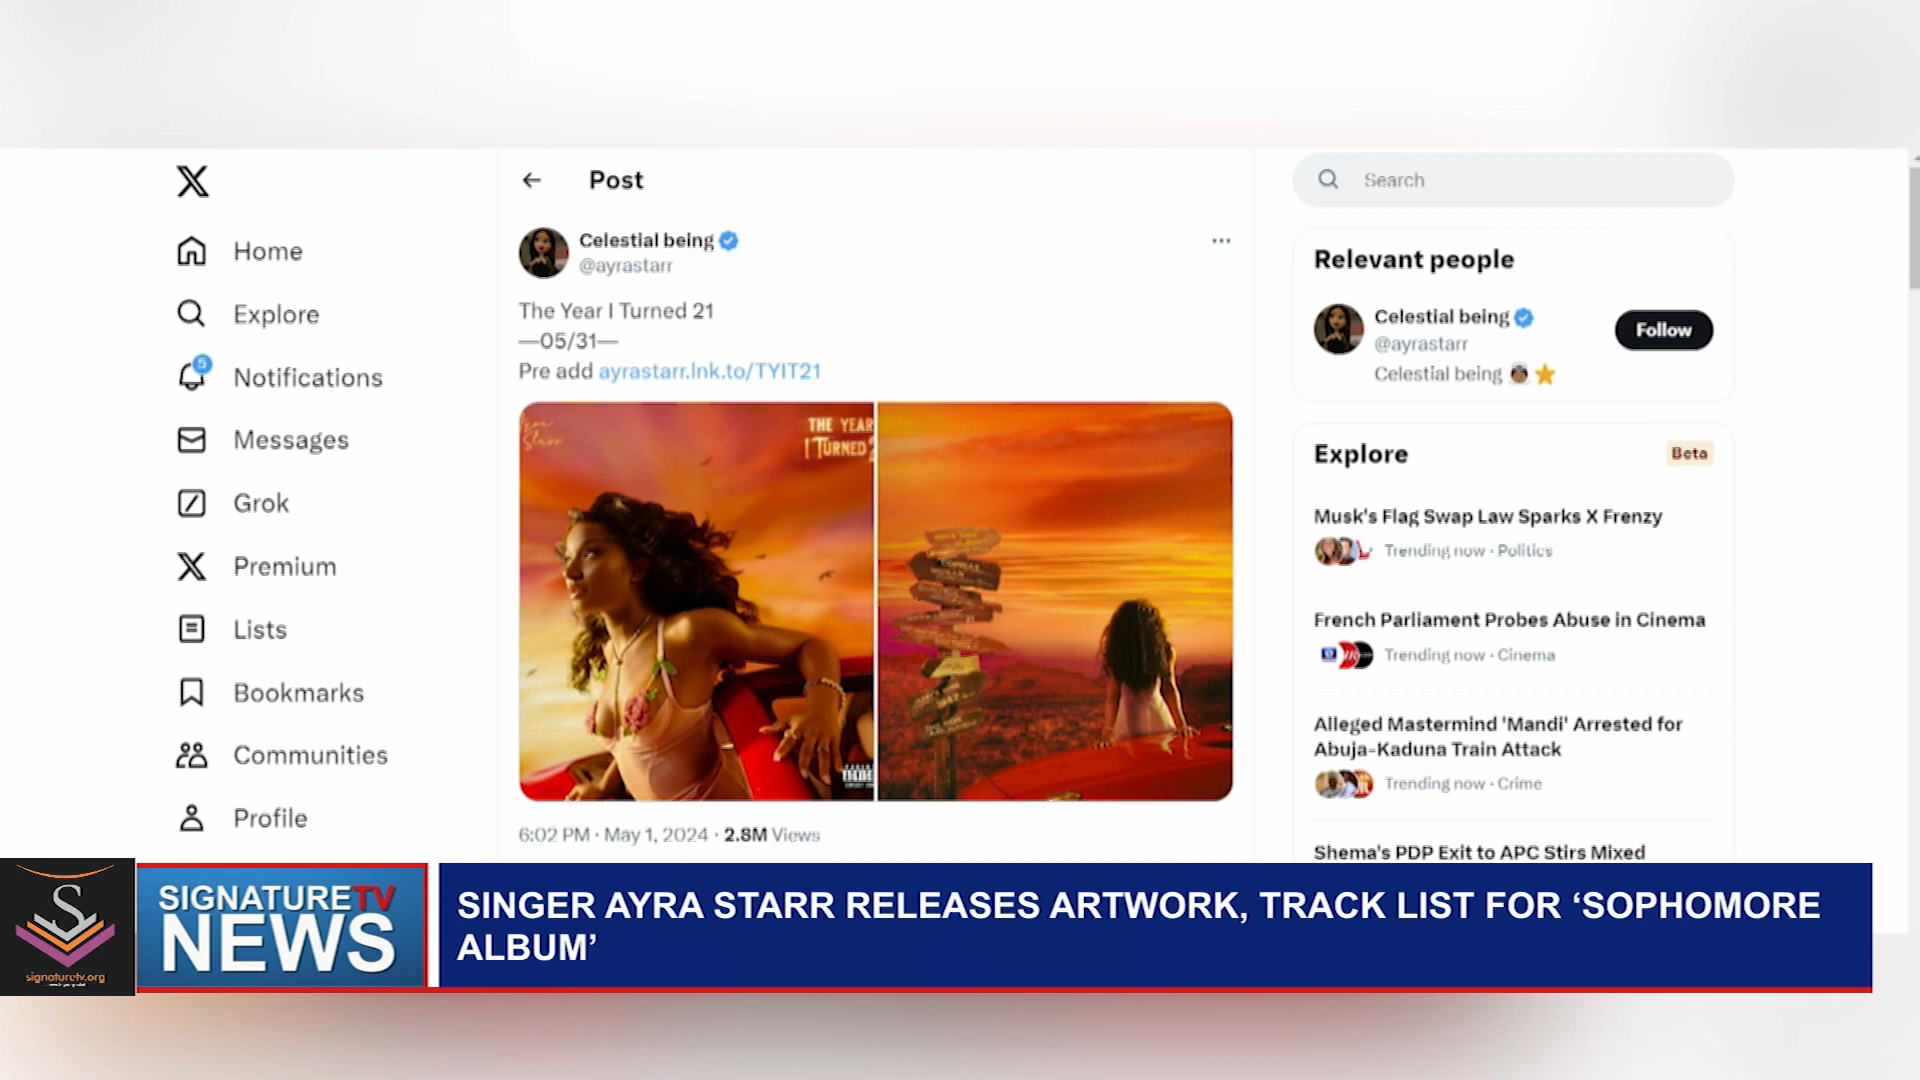 Post
Search
Home
Explore
5
Notifications
Messages
Grok
Premium
Lists
Bookmarks
Communities
Profile
Celestial being
@ayrastarr
The Year I Turned 21
—05/31—
Pre add ayrastarr.lnk.to/TYIT21
Ayra
Starr
THE YEAR
I TURNED
6:02 PM · May 1, 2024 · 2.8M Views
Relevant people
Celestial being
@ayrastarr
Follow
Celestial being
Explore
Beta
Musk's Flag Swap Law Sparks X Frenzy
Trending now · Politics
French Parliament Probes Abuse in Cinema
Trending now · Cinema
Alleged Mastermind 'Mandi' Arrested for
Abuja-Kaduna Train Attack
Trending now · Crime
Shema's PDP Exit to APC Stirs Mixed
S
signaturetv.org
SIGNATURETV
NEWS
SINGER AYRA STARR RELEASES ARTWORK, TRACK LIST FOR ‘SOPHOMORE
ALBUM’